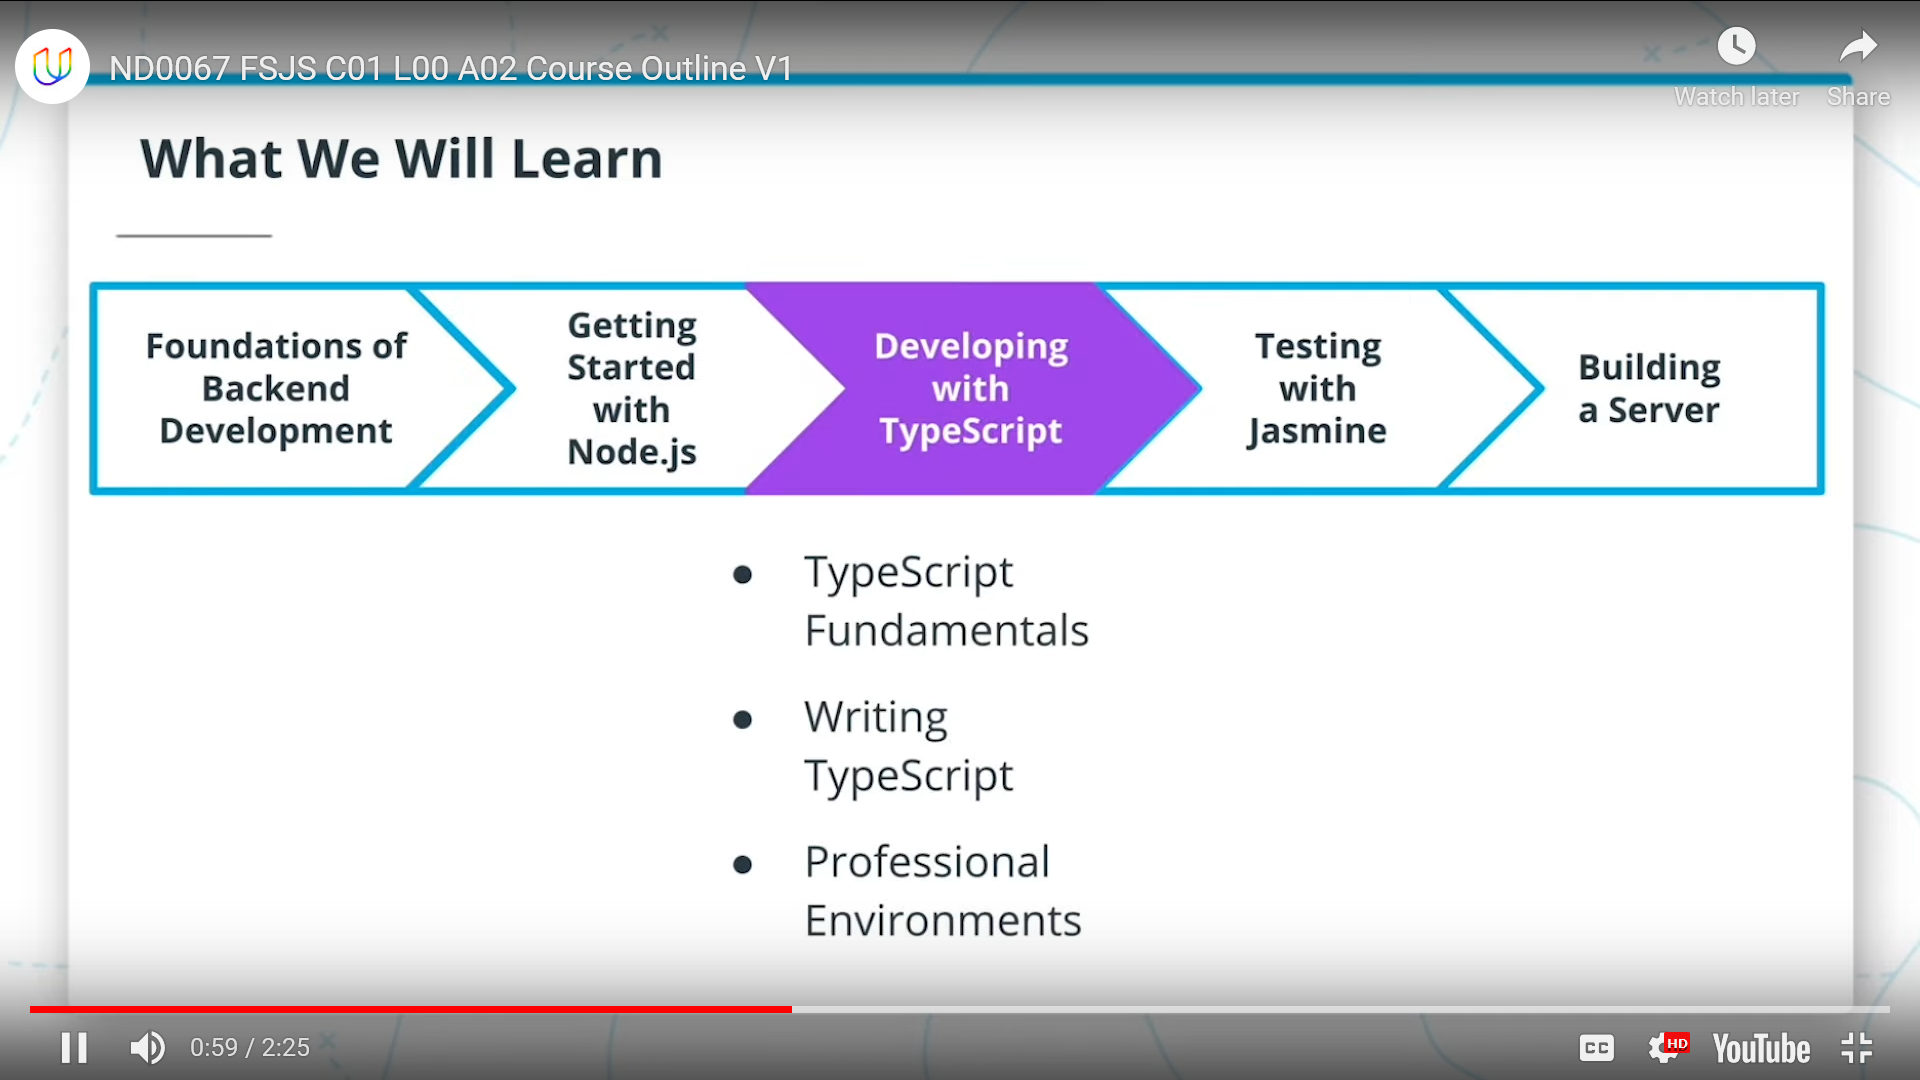 ND0067 FSJS C01 L00 A02 Course Outline V1
Watch later
Share
What We Will Learn
Foundations of
Backend
Development
Getting
Started
with
Node.js
Developing
with
TypeScript
Testing
with
Jasmine
Building
a Server
● TypeScript
Fundamentals
● Writing
TypeScript
● Professional
Environments
0:59 / 2:25
CC
HD
YouTube